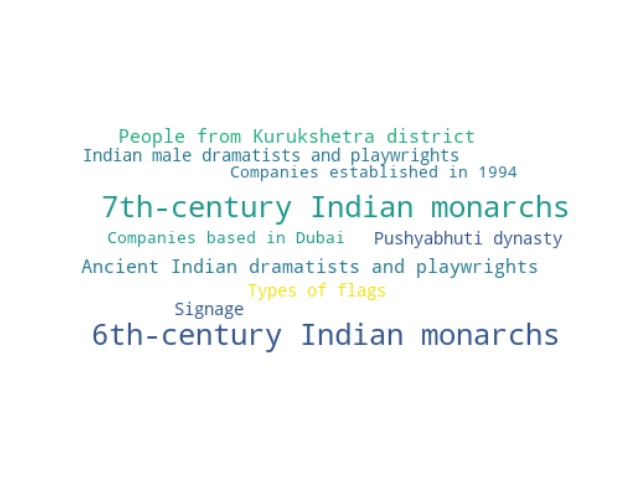 People from Kurukshetra district
Indian male dramatists and playwrights
Companies established in 1994
7th-century Indian monarchs
Companies based in Dubai
Pushyabhuti dynasty
Ancient Indian dramatists and playwrights
Types of flags
Signage
6th-century Indian monarchs